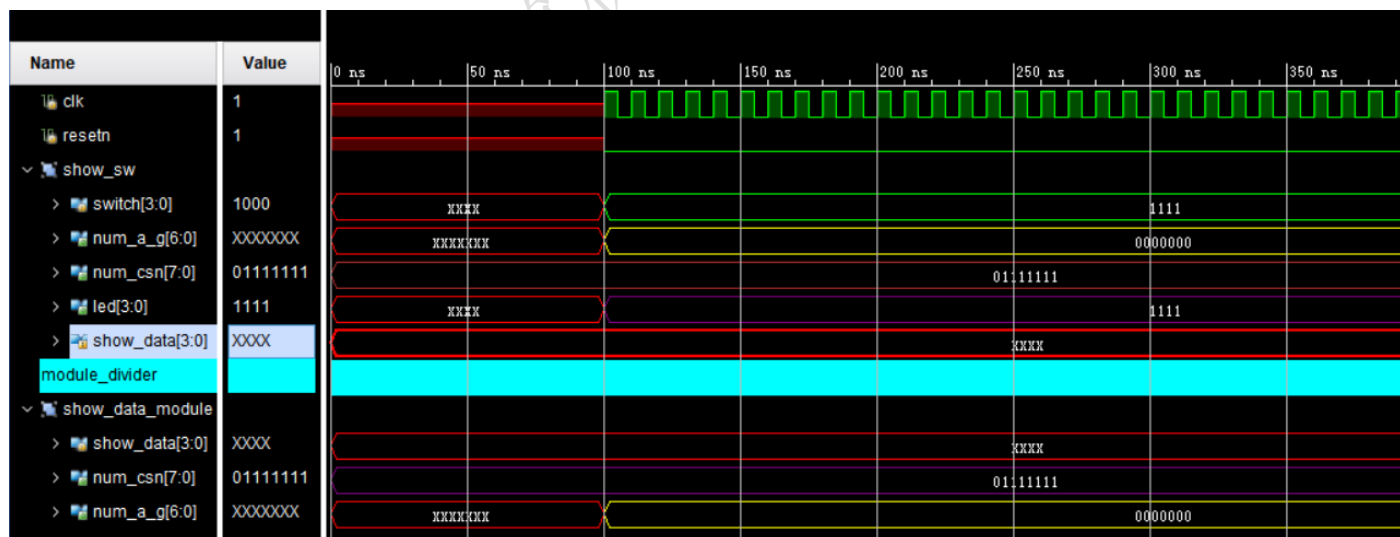 Name Value 0 ns 50 ns 100 ns 150 ns 200 ns 250 ns 300 ns 350 ns
clk 1
resetn 1
show_sw
switch[3:0] 1000 XXXX 1111
num_a_g[6:0] XXXXXXX XXXXXXX 0000000
num_csn[7:0] 01111111 01111111
led[3:0] 1111 XXXX 1111
show_data[3:0] XXXX XXXX
module_divider
show_data_module
show_data[3:0] XXXX XXXX
num_csn[7:0] 01111111 01111111
num_a_g[6:0] XXXXXXX XXXXXXX 0000000